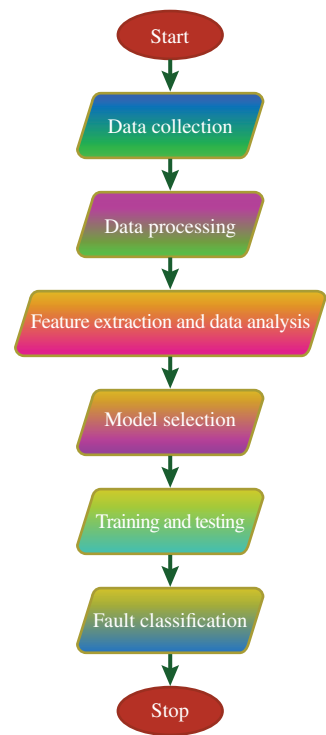 Start
Data collection
Data processing
Feature extraction and data analysis
Model selection
Training and testing
Fault classification
Stop